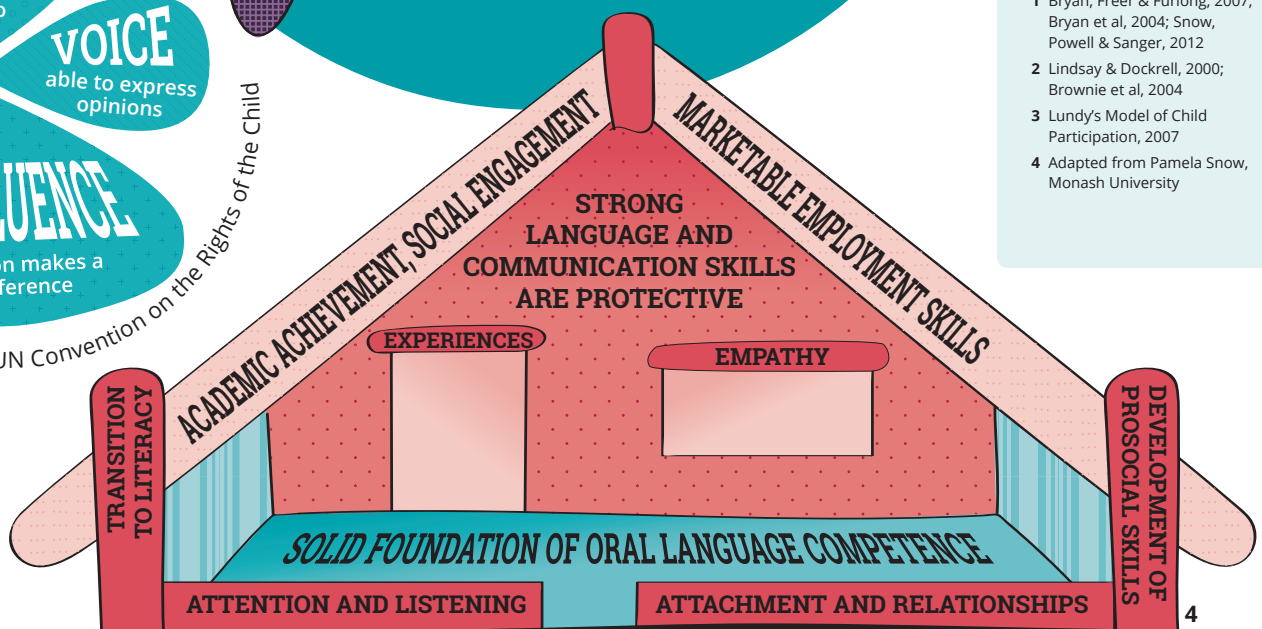 VOICE
able to express
opinions
makes a
UN Convention on the Rights of the Child
1 Bryan, Freer & Furlong, 2007;
Bryan et al, 2004; Snow,
Powell & Sanger, 2012
2 Lindsay & Dockrell, 2000;
Brownie et al, 2004
3 Lundy's Model of Child
Participation, 2007
4 Adapted from Pamela Snow,
Monash University
ACADEMIC ACHIEVEMENT, SOCIAL ENGAGEMENT
MARKETABLE EMPLOYMENT SKILLS
STRONG
LANGUAGE AND
COMMUNICATION SKILLS
ARE PROTECTIVE
EXPERIENCES
EMPATHY
TRANSITION
TO LITERACY
DEVELOPMENT OF
PROSOCIAL SKILLS
SOLID FOUNDATION OF ORAL LANGUAGE COMPETENCE
ATTENTION AND LISTENING
ATTACHMENT AND RELATIONSHIPS
4